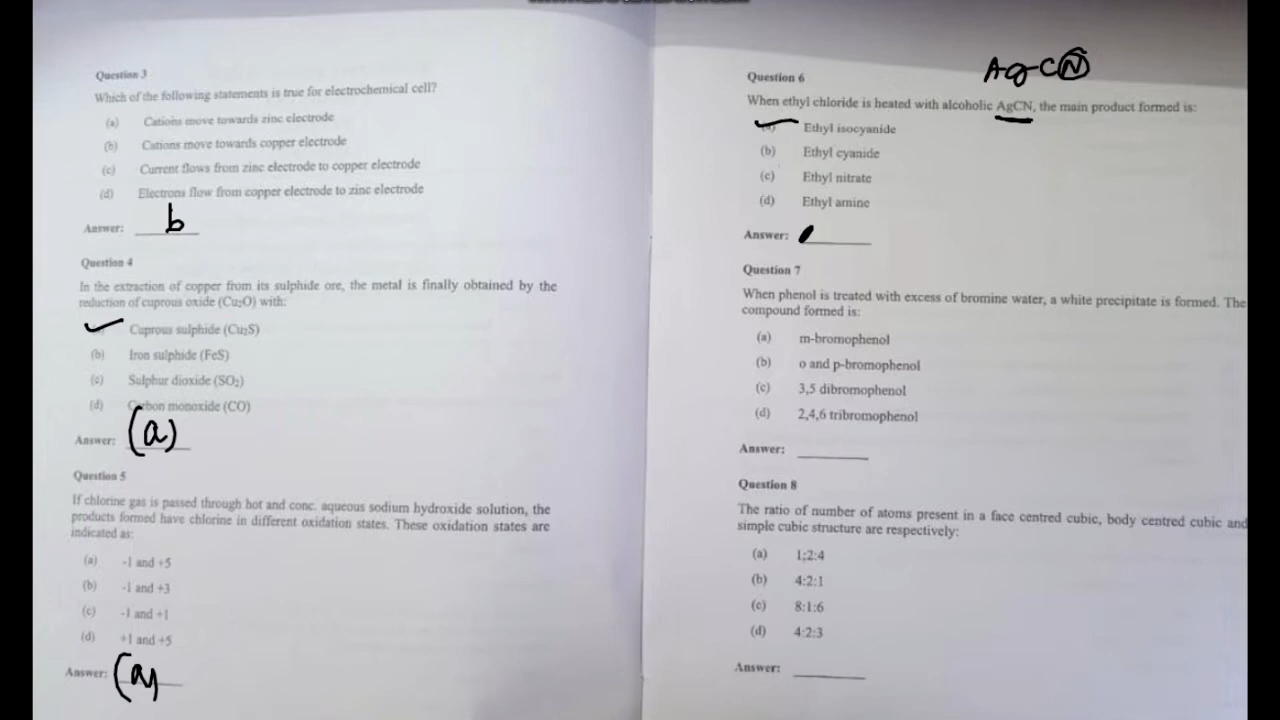 Question 3
Which of the following statements is true for electrochemical cell?
(a) Cations move towards zinc electrode
(b) Cations move towards copper electrode
(c) Current flows from zinc electrode to copper electrode
(d) Electrons flow from copper electrode to zinc electrode
Answer: b
Question 4
In the extraction of copper from its sulphide ore, the metal is finally obtained by the
reduction of cuprous oxide (Cu₂O) with:
Cuprous sulphide (Cu₂S)
(b) Iron sulphide (FeS)
(c) Sulphur dioxide (SO₂)
(d) Carbon monoxide (CO)
Answer: (a)
Question 5
If chlorine gas is passed through hot and conc. aqueous sodium hydroxide solution, the
products formed have chlorine in different oxidation states. These oxidation states are
indicated as:
(a) -1 and +5
(b) -1 and +3
(c) -1 and +1
(d) +1 and +5
Answer: (a)
AgCN
Question 6
When ethyl chloride is heated with alcoholic AgCN, the main product formed is:
Ethyl isocyanide
(b) Ethyl cyanide
(c) Ethyl nitrate
(d) Ethyl amine
Answer:
Question 7
When phenol is treated with excess of bromine water, a white precipitate is formed. The
compound formed is:
(a) m-bromophenol
(b) o and p-bromophenol
(c) 3,5 dibromophenol
(d) 2,4,6 tribromophenol
Answer:
Question 8
The ratio of number of atoms present in a face centred cubic, body centred cubic and
simple cubic structure are respectively:
(a) 1:2:4
(b) 4:2:1
(c) 8:1:6
(d) 4:2:3
Answer: